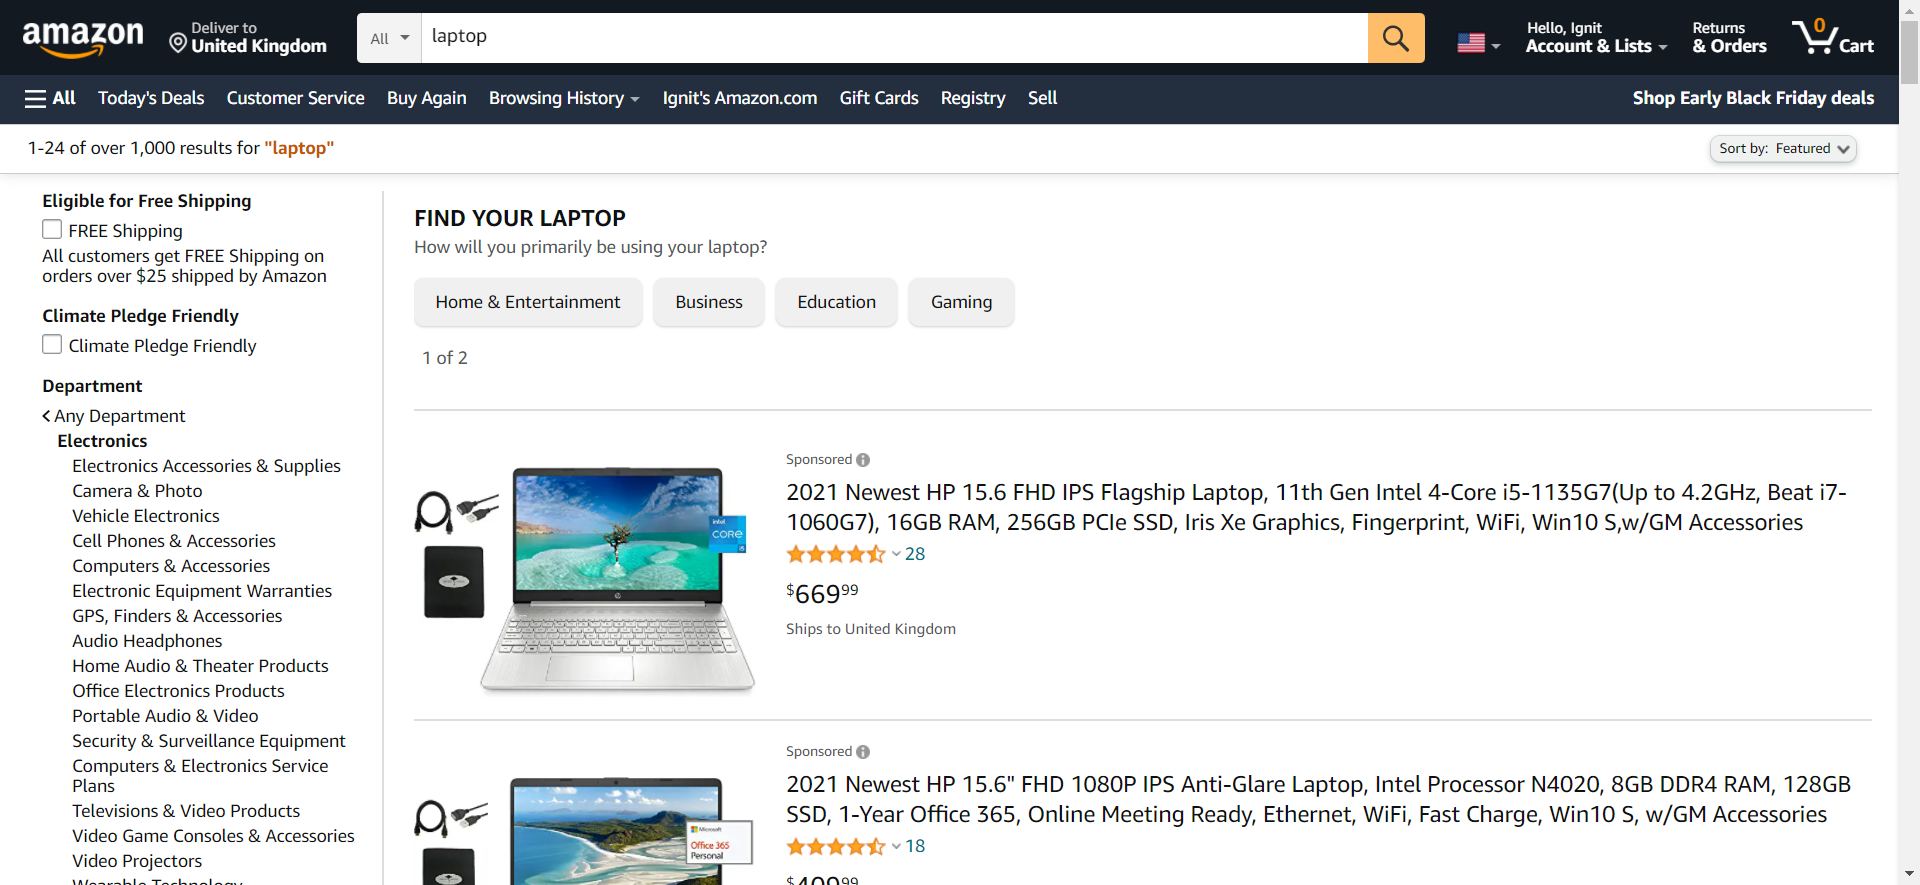 amazon
Deliver to
United Kingdom
All
laptop
Hello, Ignit
Account & Lists
Returns
& Orders
0
Cart
All
Today's Deals
Customer Service
Buy Again
Browsing History
Ignit's Amazon.com
Gift Cards
Registry
Sell
Shop Early Black Friday deals
1-24 of over 1,000 results for "laptop"
Sort by: Featured
Eligible for Free Shipping
FREE Shipping
All customers get FREE Shipping on
orders over $25 shipped by Amazon
Climate Pledge Friendly
Climate Pledge Friendly
Department
Any Department
Electronics
Electronics Accessories & Supplies
Camera & Photo
Vehicle Electronics
Cell Phones & Accessories
Computers & Accessories
Electronic Equipment Warranties
GPS, Finders & Accessories
Audio Headphones
Home Audio & Theater Products
Office Electronics Products
Portable Audio & Video
Security & Surveillance Equipment
Computers & Electronics Service
Plans
Televisions & Video Products
Video Game Consoles & Accessories
Video Projectors
Wearable Technology
FIND YOUR LAPTOP
How will you primarily be using your laptop?
Home & Entertainment
Business
Education
Gaming
1 of 2
intel
CORE
i5
Sponsored
2021 Newest HP 15.6 FHD IPS Flagship Laptop, 11th Gen Intel 4-Core i5-1135G7(Up to 4.2GHz, Beat i7-
1060G7), 16GB RAM, 256GB PCIe SSD, Iris Xe Graphics, Fingerprint, WiFi, Win10 S,w/GM Accessories
28
$66999
Ships to United Kingdom
Microsoft
Office 365
Personal
Sponsored
2021 Newest HP 15.6" FHD 1080P IPS Anti-Glare Laptop, Intel Processor N4020, 8GB DDR4 RAM, 128GB
SSD, 1-Year Office 365, Online Meeting Ready, Ethernet, WiFi, Fast Charge, Win10 S, w/GM Accessories
18
$40999